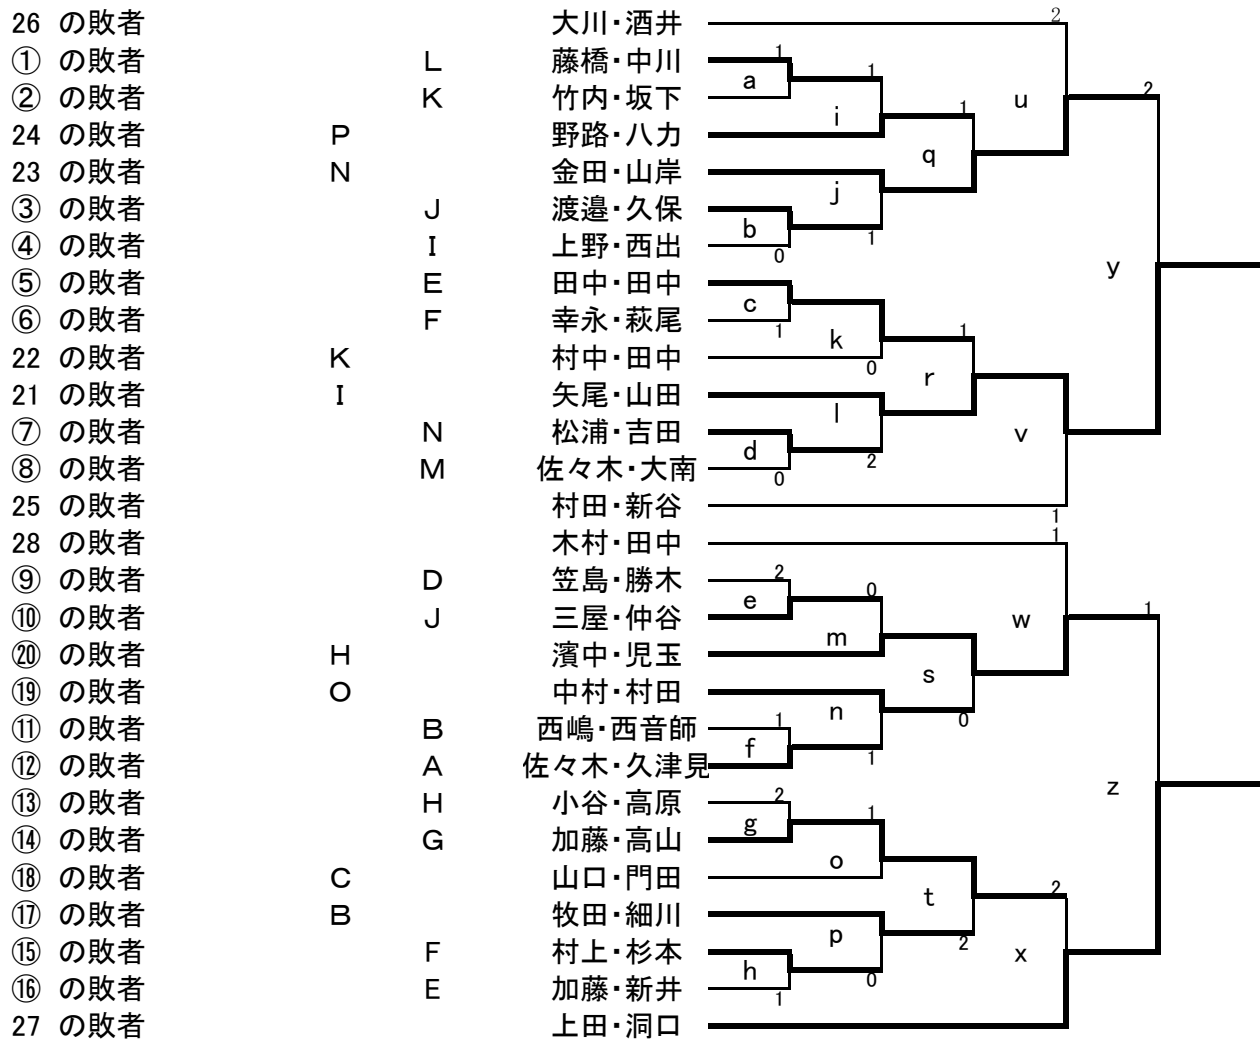 26 の敗者 大川・酒井 2
① の敗者 L 藤橋・中川 1
a 1
② の敗者 K 竹内・坂下 2
i 1 u
24 の敗者 P 野路・八力
q
23 の敗者 N 金田・山岸
j
③ の敗者 J 渡邉・久保
b 1
④ の敗者 I 上野・西出 0
y
⑤ の敗者 E 田中・田中
c
⑥ の敗者 F 幸永・萩尾 1
k 1
22 の敗者 K 村中・田中 0
r
21 の敗者 I 矢尾・山田
l
⑦ の敗者 N 松浦・吉田 v
d 2
⑧ の敗者 M 佐々木・大南 0
25 の敗者 村田・新谷 1
28 の敗者 木村・田中 1
⑨ の敗者 D 笠島・勝木 2
e 0
⑩ の敗者 J 三屋・仲谷 w 1
m
⑳ の敗者 H 濱中・児玉
s
⑲ の敗者 O 中村・村田
n 0
⑪ の敗者 B 西嶋・西音師 1
f 1
⑫ の敗者 A 佐々木・久津見
z
⑬ の敗者 H 小谷・高原 2
g 1
⑭ の敗者 G 加藤・高山
o
⑱ の敗者 C 山口・門田 2
t
⑰ の敗者 B 牧田・細川
p 2
⑮ の敗者 F 村上・杉本 x
h 0
⑯ の敗者 E 加藤・新井 1
27 の敗者 上田・洞口